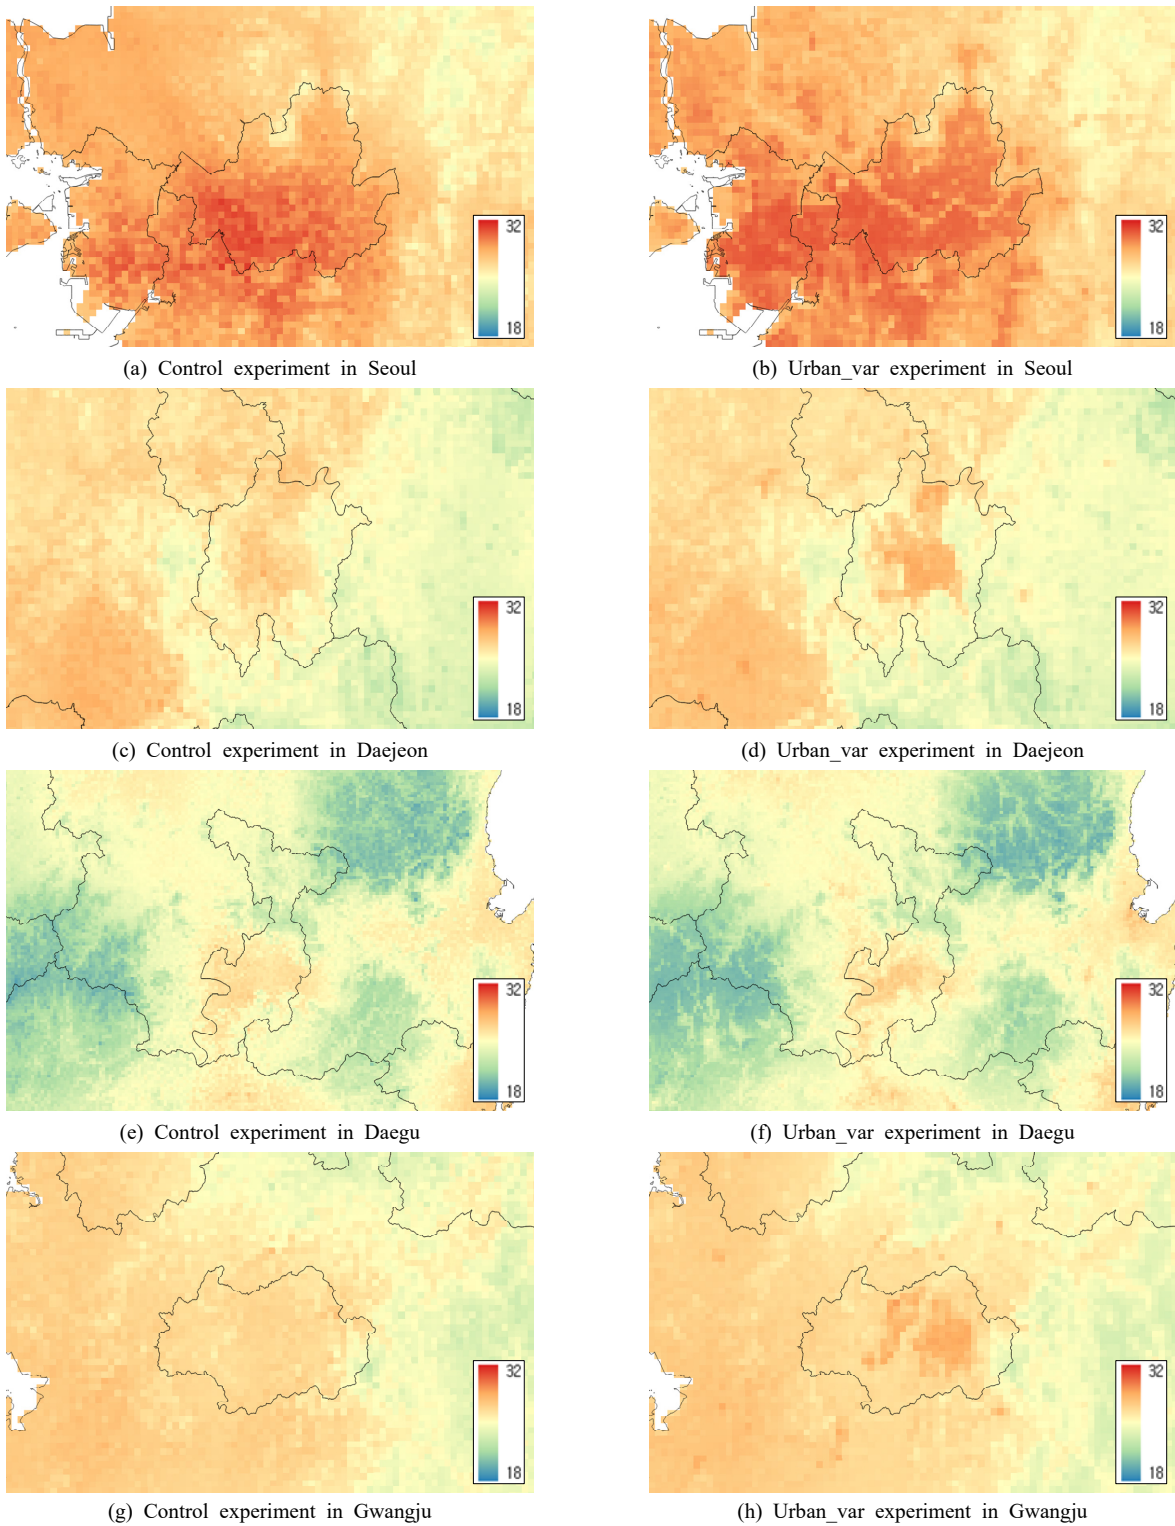 32
18
32
18
(a) Control experiment in Seoul
(b) Urban_var experiment in Seoul
32
18
32
18
(c) Control experiment in Daejeon
(d) Urban_var experiment in Daejeon
32
18
32
18
(e) Control experiment in Daegu
(f) Urban_var experiment in Daegu
32
18
32
18
(g) Control experiment in Gwangju
(h) Urban_var experiment in Gwangju